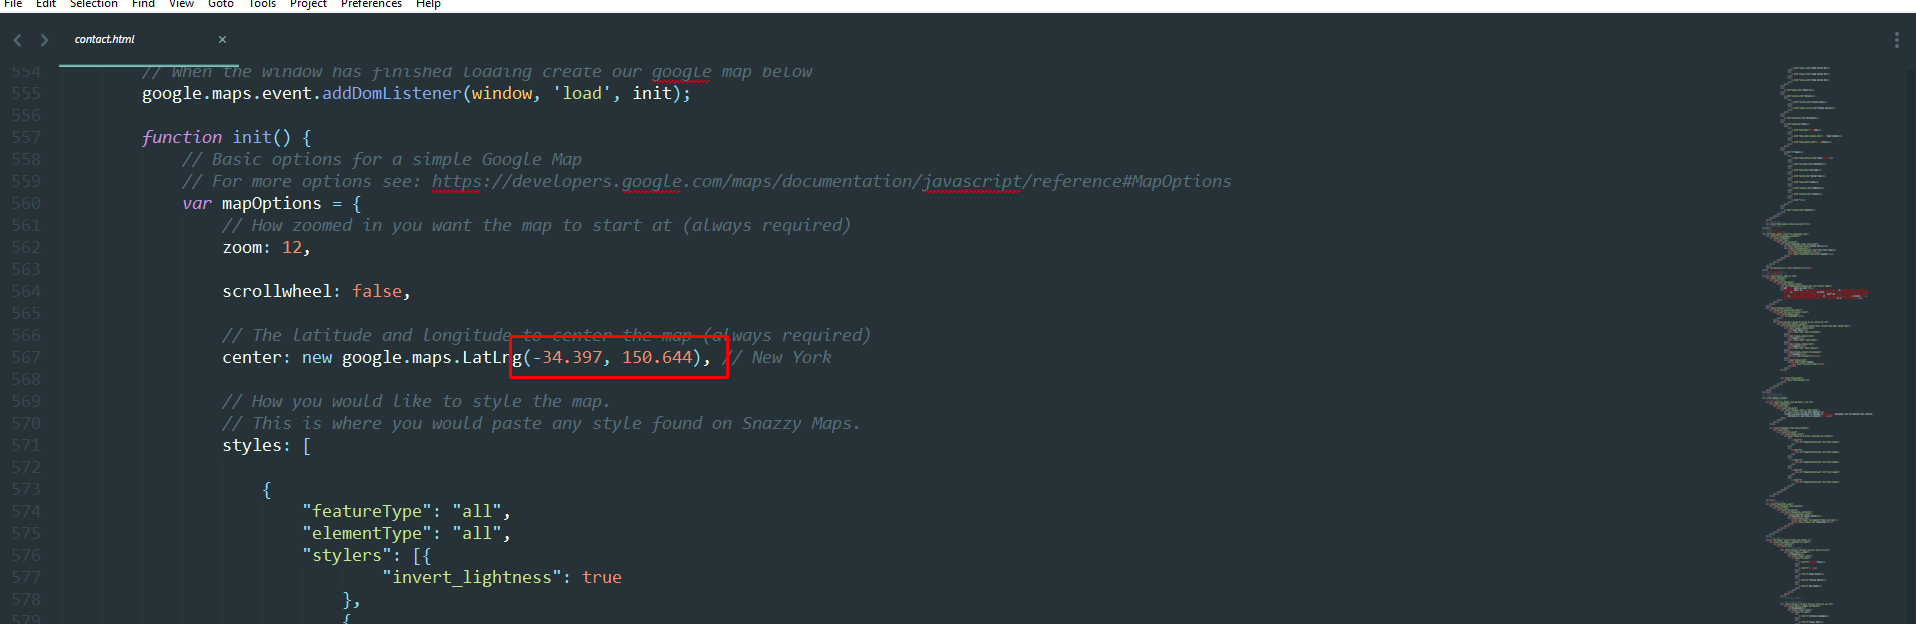 File Edit Selection Find View Goto Tools Project Preferences Help
contact.html
554 // When the window has finished loading create our google map below
555 google.maps.event.addDomListener(window, 'load', init);
556
557 function init() {
558 // Basic options for a simple Google Map
559 // For more options see: https://developers.google.com/maps/documentation/javascript/reference#MapOptions
560 var mapOptions = {
561 // How zoomed in you want the map to start at (always required)
562 zoom: 12,
563
564 scrollwheel: false,
565
566 // The latitude and longitude to center the map (always required)
567 center: new google.maps.LatLng(-34.397, 150.644), // New York
568
569 // How you would like to style the map.
570 // This is where you would paste any style found on Snazzy Maps.
571 styles: [
572
573 {
574 "featureType": "all",
575 "elementType": "all",
576 "stylers": [{
577 "invert_lightness": true
578 },
579 {